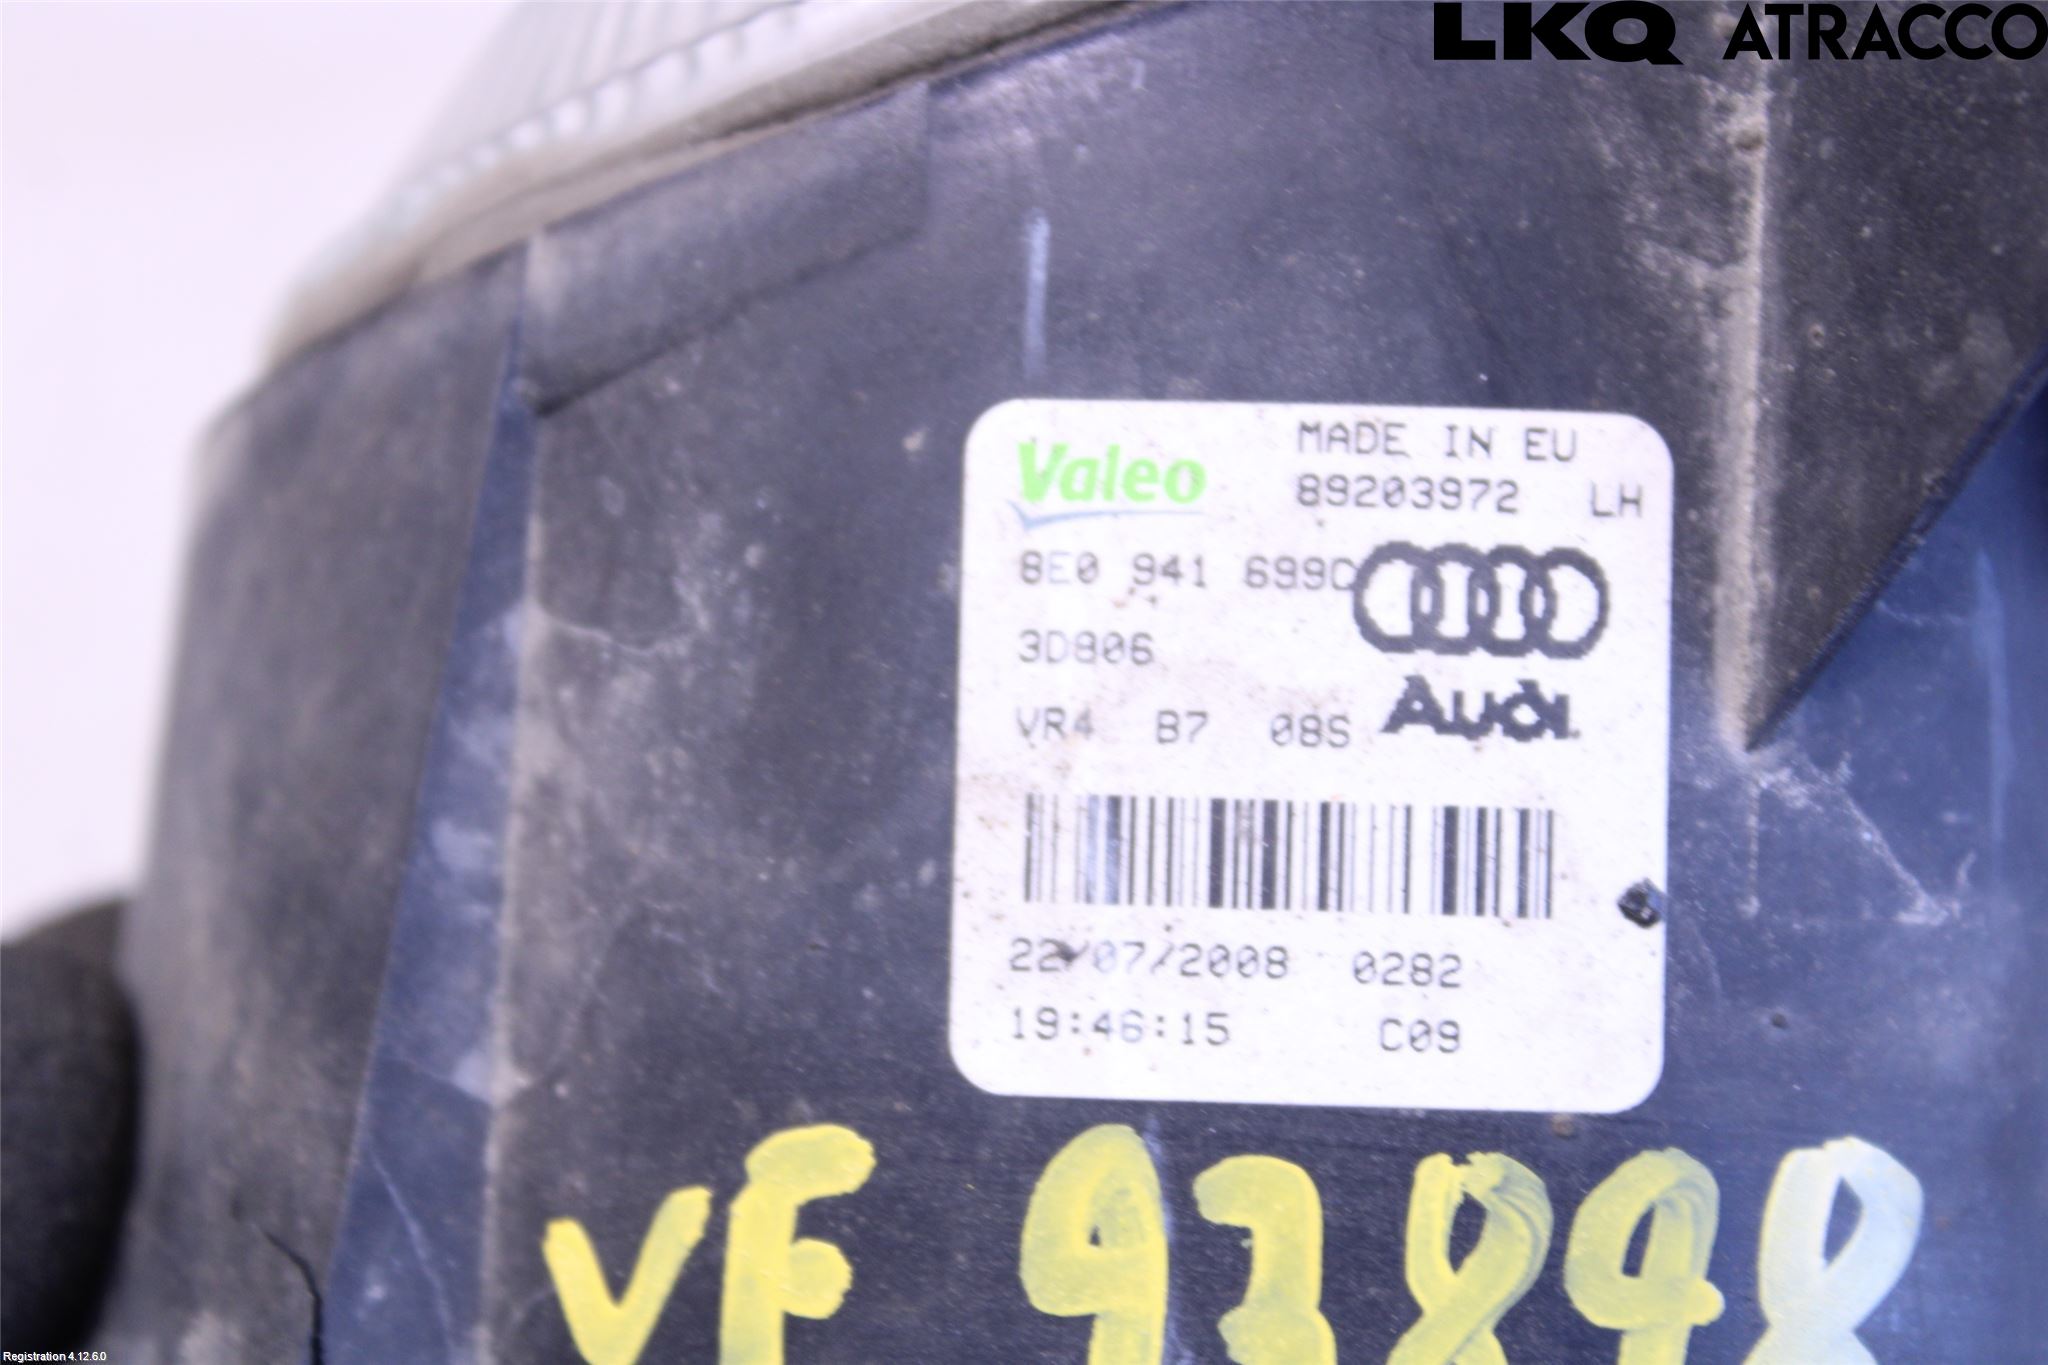 LKQ ATRACCO
Valeo MADE IN EU
89203972 LH
8E0 941 699C
3D806
Audi
VR4 B7 08S
22/07/2008 0282
19:46:15 C09
VF 93898
Registration 4.12.6.0